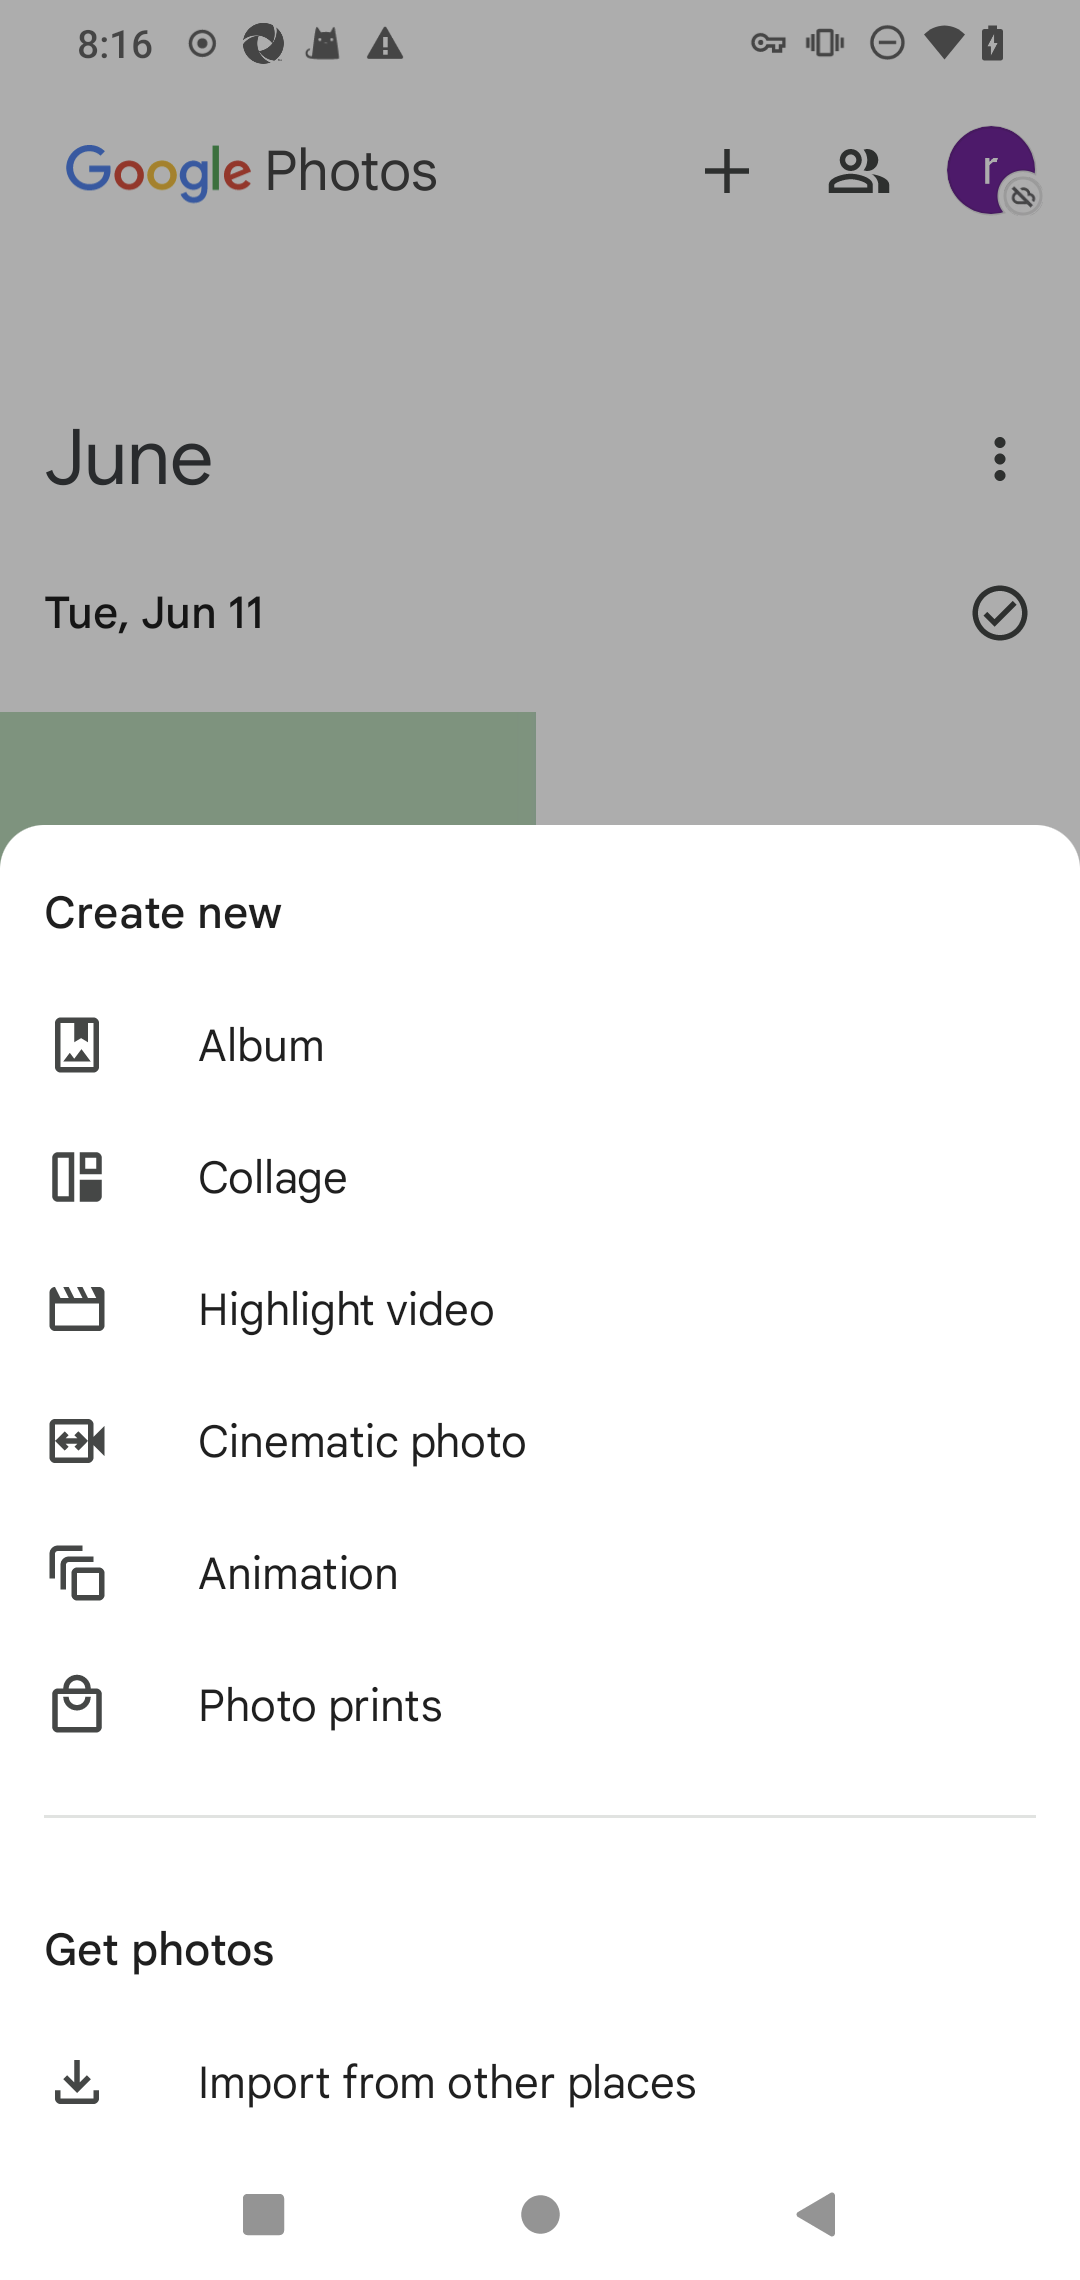 8:16
Google Photos
r
June
Tue, Jun 11
Create new
Album
Collage
Highlight video
Cinematic photo
Animation
Photo prints
Get photos
Import from other places